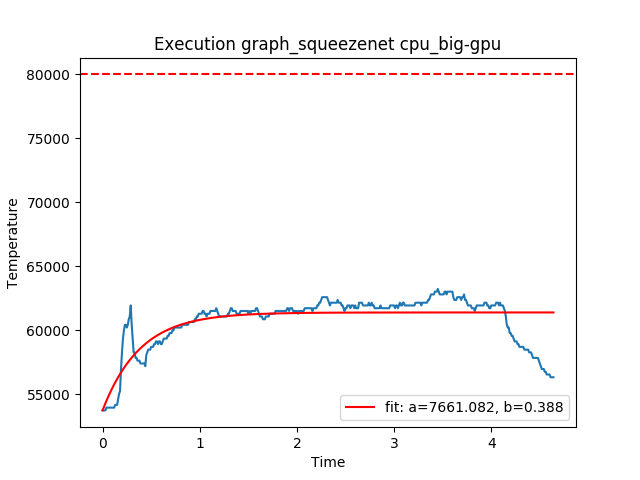 Execution graph_squeezenet cpu_big-gpu
80000
75000
70000
65000
60000
55000
Temperature
0
1
2
3
4
Time
fit: a=7661.082, b=0.388